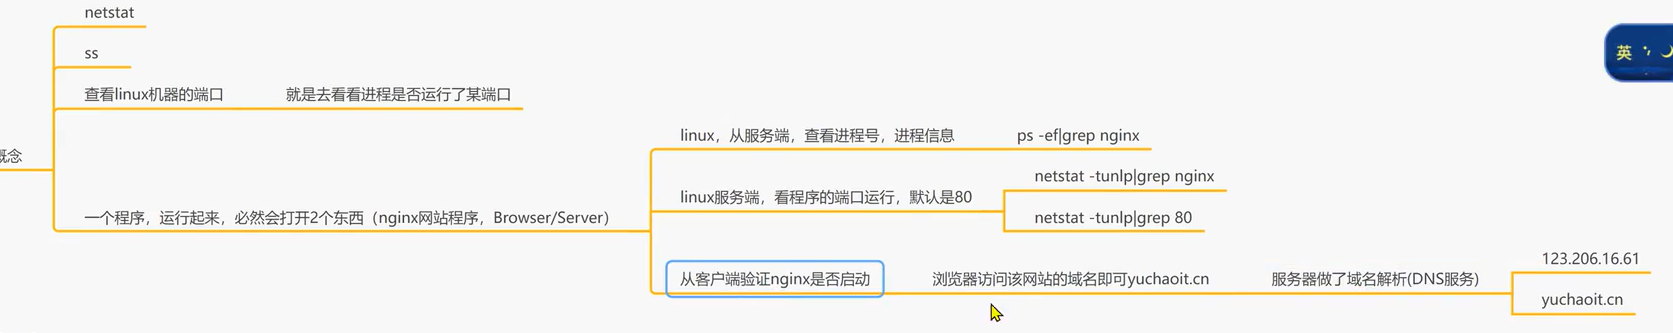 netstat
ss
查看linux机器的端口
就是去看看进程是否运行了某端口
概念
一个程序，运行起来，必然会打开2个东西（nginx网站程序，Browser/Server）
linux，从服务端，查看进程号，进程信息
ps -ef|grep nginx
linux服务端，看程序的端口运行，默认是80
netstat -tunlp|grep nginx
netstat -tunlp|grep 80
从客户端验证nginx是否启动
浏览器访问该网站的域名即可yuchaoit.cn
服务器做了域名解析(DNS服务)
123.206.16.61
yuchaoit.cn
英